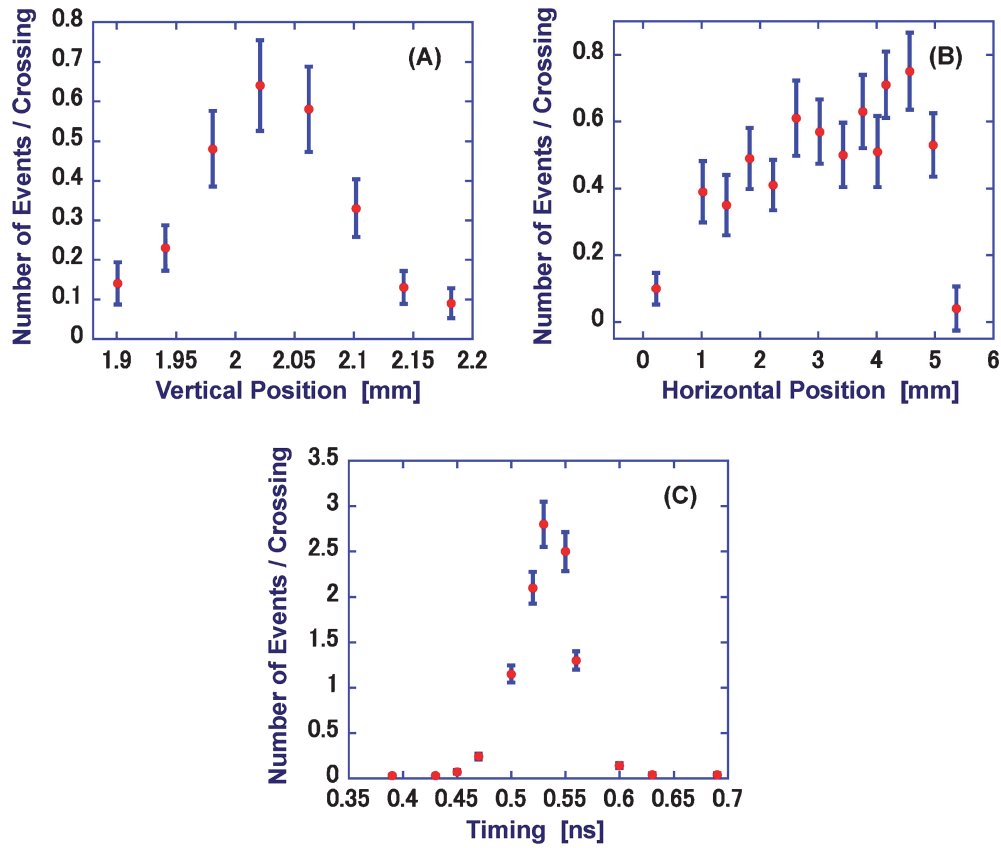 Number of Events / Crossing
0.8
0.7
0.6
0.5
0.4
0.3
0.2
0.1
0
(A)
1.9 1.95 2 2.05 2.1 2.15 2.2
Vertical Position [mm]
Number of Events / Crossing
0.8
0.6
0.4
0.2
0
(B)
0 1 2 3 4 5 6
Horizontal Position [mm]
Number of Events / Crossing
3.5
3
2.5
2
1.5
1
0.5
0
(C)
0.35 0.4 0.45 0.5 0.55 0.6 0.65 0.7
Timing [ns]